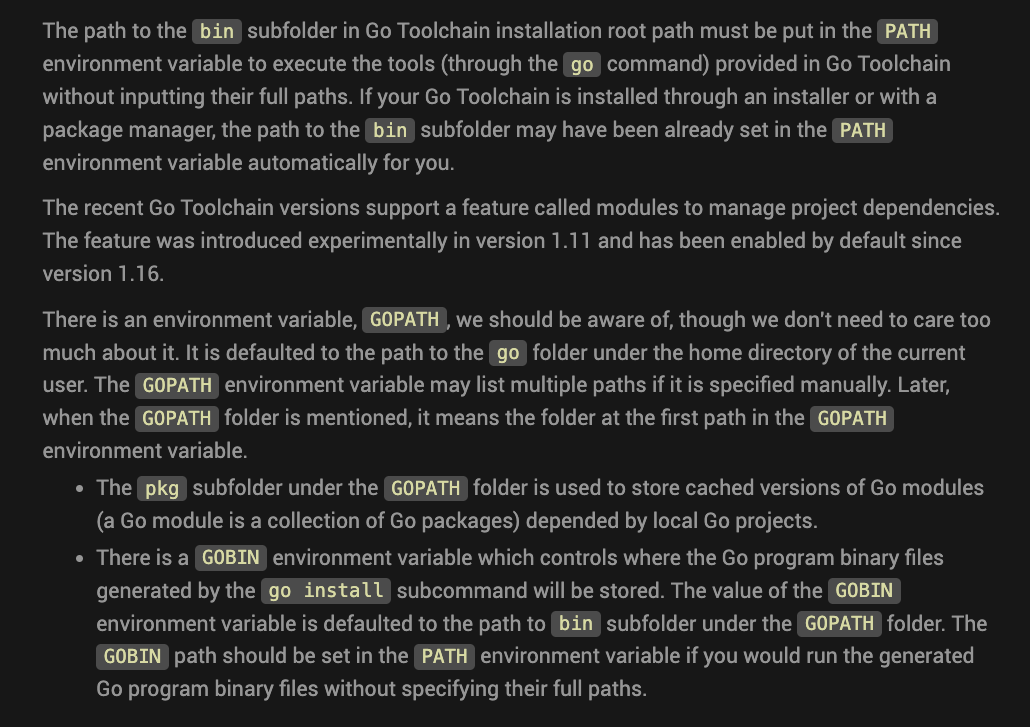 The path to the bin subfolder in Go Toolchain installation root path must be put in the PATH
environment variable to execute the tools (through the go command) provided in Go Toolchain
without inputting their full paths. If your Go Toolchain is installed through an installer or with a
package manager, the path to the bin subfolder may have been already set in the PATH
environment variable automatically for you.
The recent Go Toolchain versions support a feature called modules to manage project dependencies.
The feature was introduced experimentally in version 1.11 and has been enabled by default since
version 1.16.
There is an environment variable, GOPATH, we should be aware of, though we don't need to care too
much about it. It is defaulted to the path to the go folder under the home directory of the current
user. The GOPATH environment variable may list multiple paths if it is specified manually. Later,
when the GOPATH folder is mentioned, it means the folder at the first path in the GOPATH
environment variable.
• The pkg subfolder under the GOPATH folder is used to store cached versions of Go modules
(a Go module is a collection of Go packages) depended by local Go projects.
• There is a GOBIN environment variable which controls where the Go program binary files
generated by the go install subcommand will be stored. The value of the GOBIN
environment variable is defaulted to the path to bin subfolder under the GOPATH folder. The
GOBIN path should be set in the PATH environment variable if you would run the generated
Go program binary files without specifying their full paths.